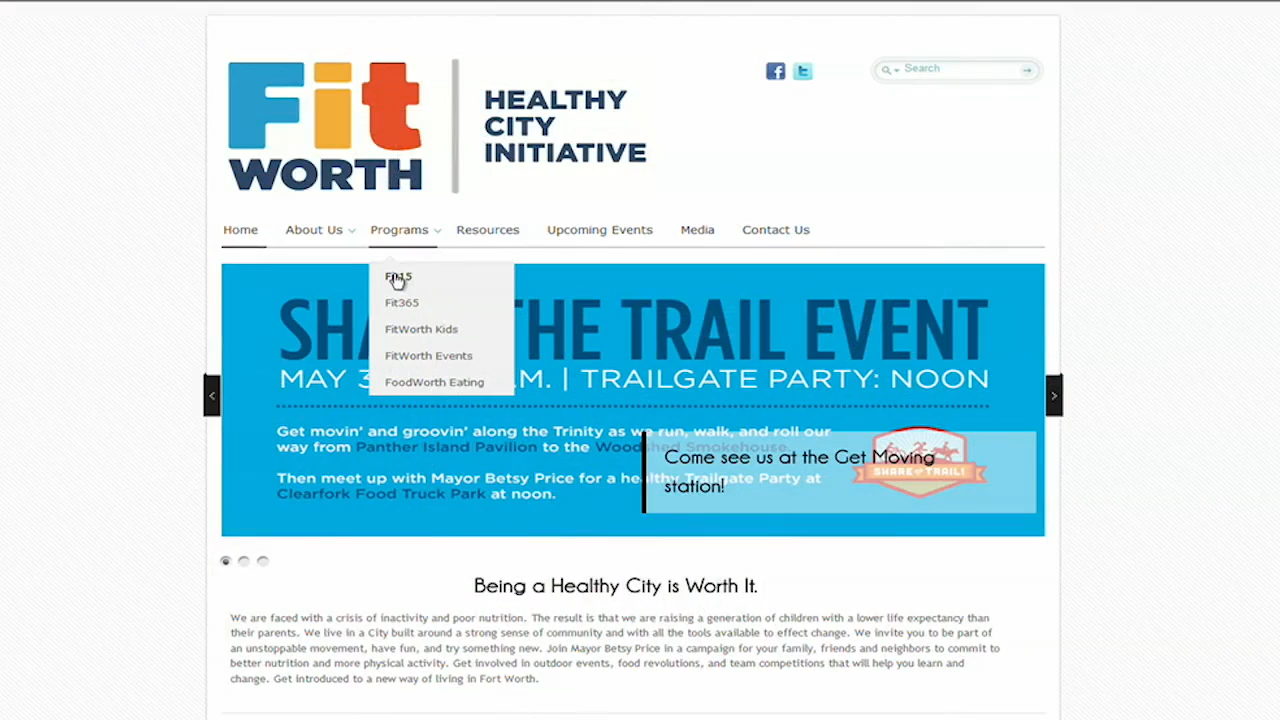 Fit
WORTH
HEALTHY
CITY
INITIATIVE
Search
Home About Us Programs Resources Upcoming Events Media Contact Us
Fit365
FitWorth Kids
FitWorth Events
FoodWorth Eating
THE TRAIL EVENT
MAY .M. | TRAILGATE PARTY: NOON
Get movin' and groovin' along the Trinity as we run, walk, and roll our
way from Panther Island Pavilion to the Woodshed Smokehouse.
Then meet up with Mayor Betsy Price for a healthy Trailgate Party at
Clearfork Food Truck Park at noon.
Come see us at the Get Moving
station!
SHARE the TRAIL!
Being a Healthy City is Worth It.
We are faced with a crisis of inactivity and poor nutrition. The result is that we are raising a generation of children with a lower life expectancy than
their parents. We live in a City built around a strong sense of community and with all the tools available to effect change. We invite you to be part of
an unstoppable movement, have fun, and try something new. Join Mayor Betsy Price in a campaign for your family, friends and neighbors to commit to
better nutrition and more physical activity. Get involved in outdoor events, food revolutions, and team competitions that will help you learn and
change. Get introduced to a new way of living in Fort Worth.